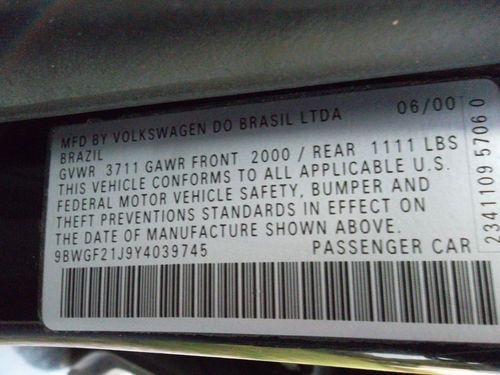 MFD BY VOLKSWAGEN DO BRASIL LTDA 06/00
BRAZIL
GVWR 3711 GAWR FRONT 2000 / REAR 1111 LBS
THIS VEHICLE CONFORMS TO ALL APPLICABLE U.S.
FEDERAL MOTOR VEHICLE SAFETY, BUMPER AND
THEFT PREVENTIONS STANDARDS IN EFFECT ON
THE DATE OF MANUFACTURE SHOWN ABOVE.
9BWGF21J9Y4039745 PASSENGER CAR
2341109 5706 0